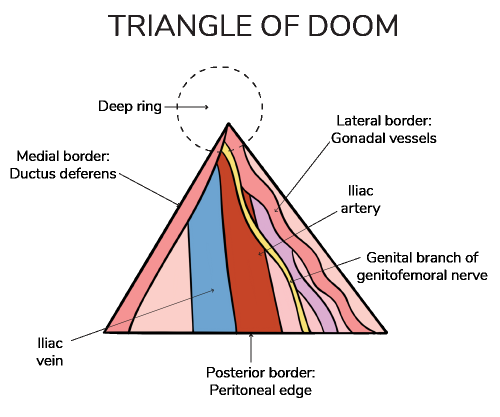 TRIANGLE OF DOOM
Deep ring
Lateral border:
Gonadal vessels
Medial border:
Ductus deferens
Iliac
artery
Genital branch of
genitofemoral nerve
Iliac
vein
Posterior border:
Peritoneal edge